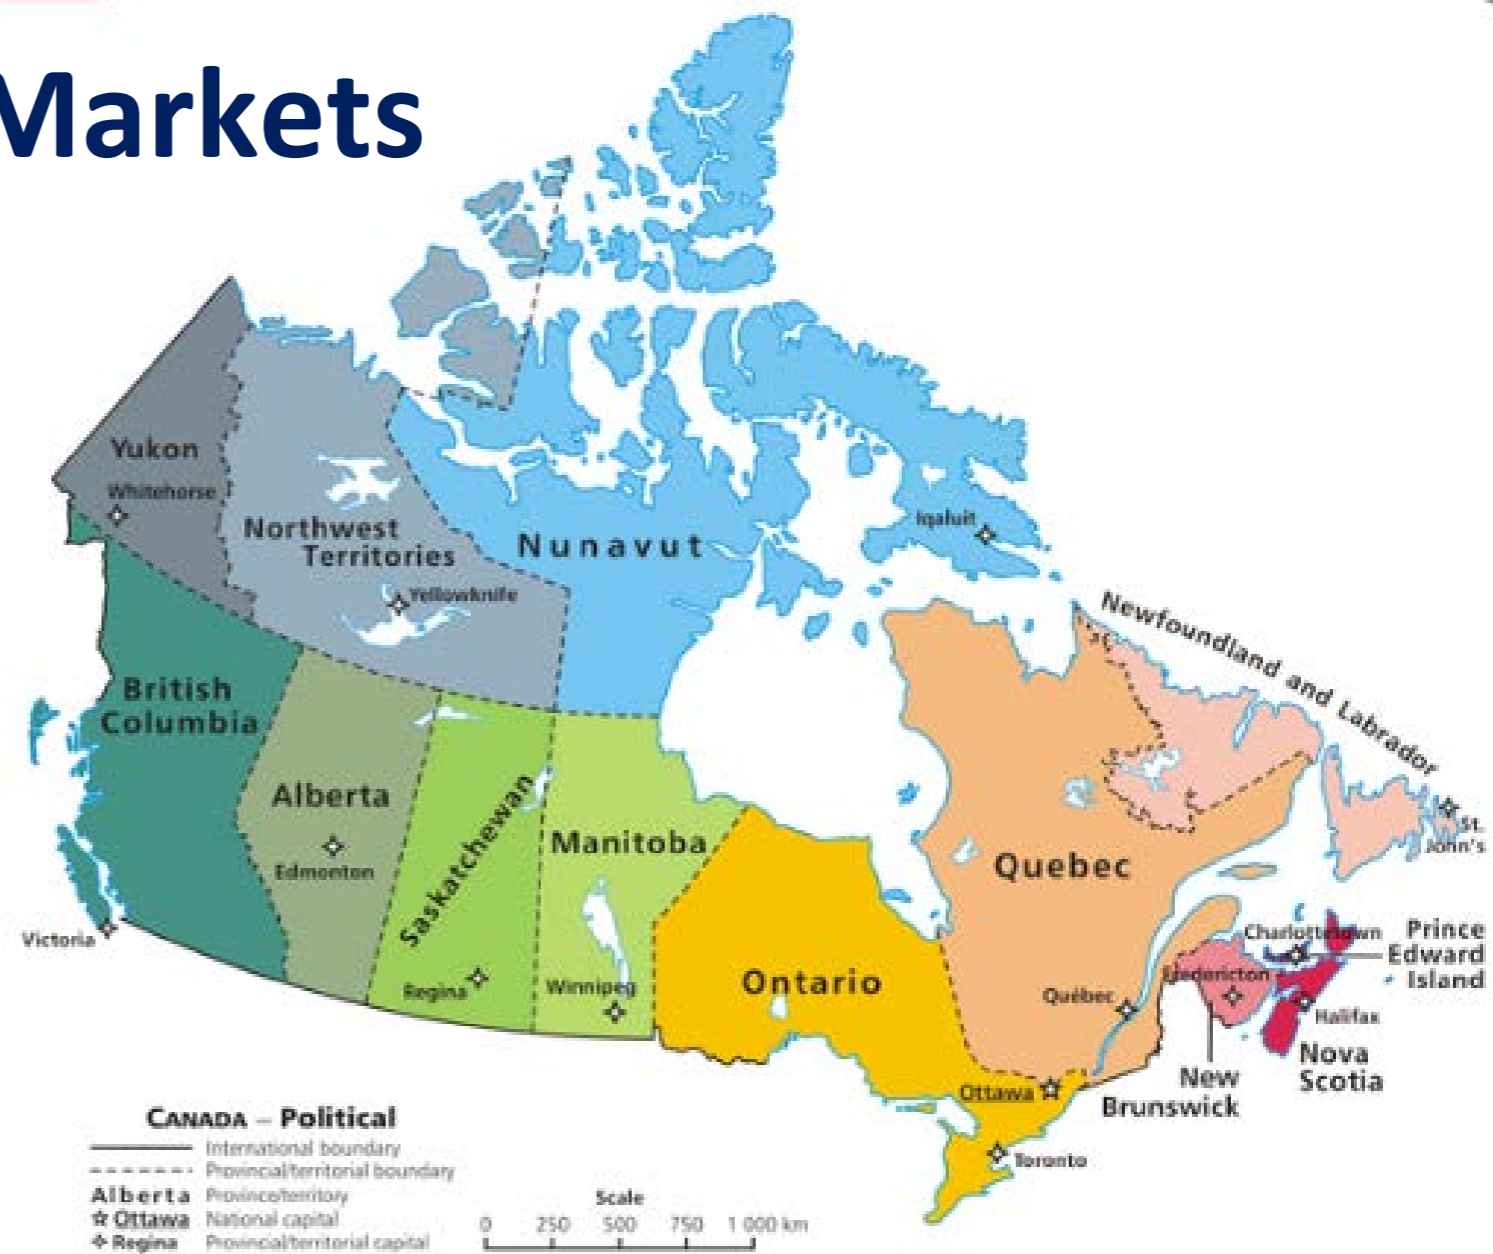 Markets
Yukon
Whitehorse
Northwest
Territories
Yellowknife
Nunavut
Iqaluit
Newfoundland and Labrador
St.
John's
British
Columbia
Victoria
Alberta
Edmonton
Saskatchewan
Regina
Manitoba
Winnipeg
Ontario
Ottawa
Toronto
Quebec
Québec
Charlottetown
Prince
Edward
Island
Fredericton
Halifax
Nova
Scotia
New
Brunswick
CANADA – Political
International boundary
Provincial/territorial boundary
Alberta Province/territory
Ottawa National capital
Regina Provincial/territorial capital
Scale
0 250 500 750 1 000 km